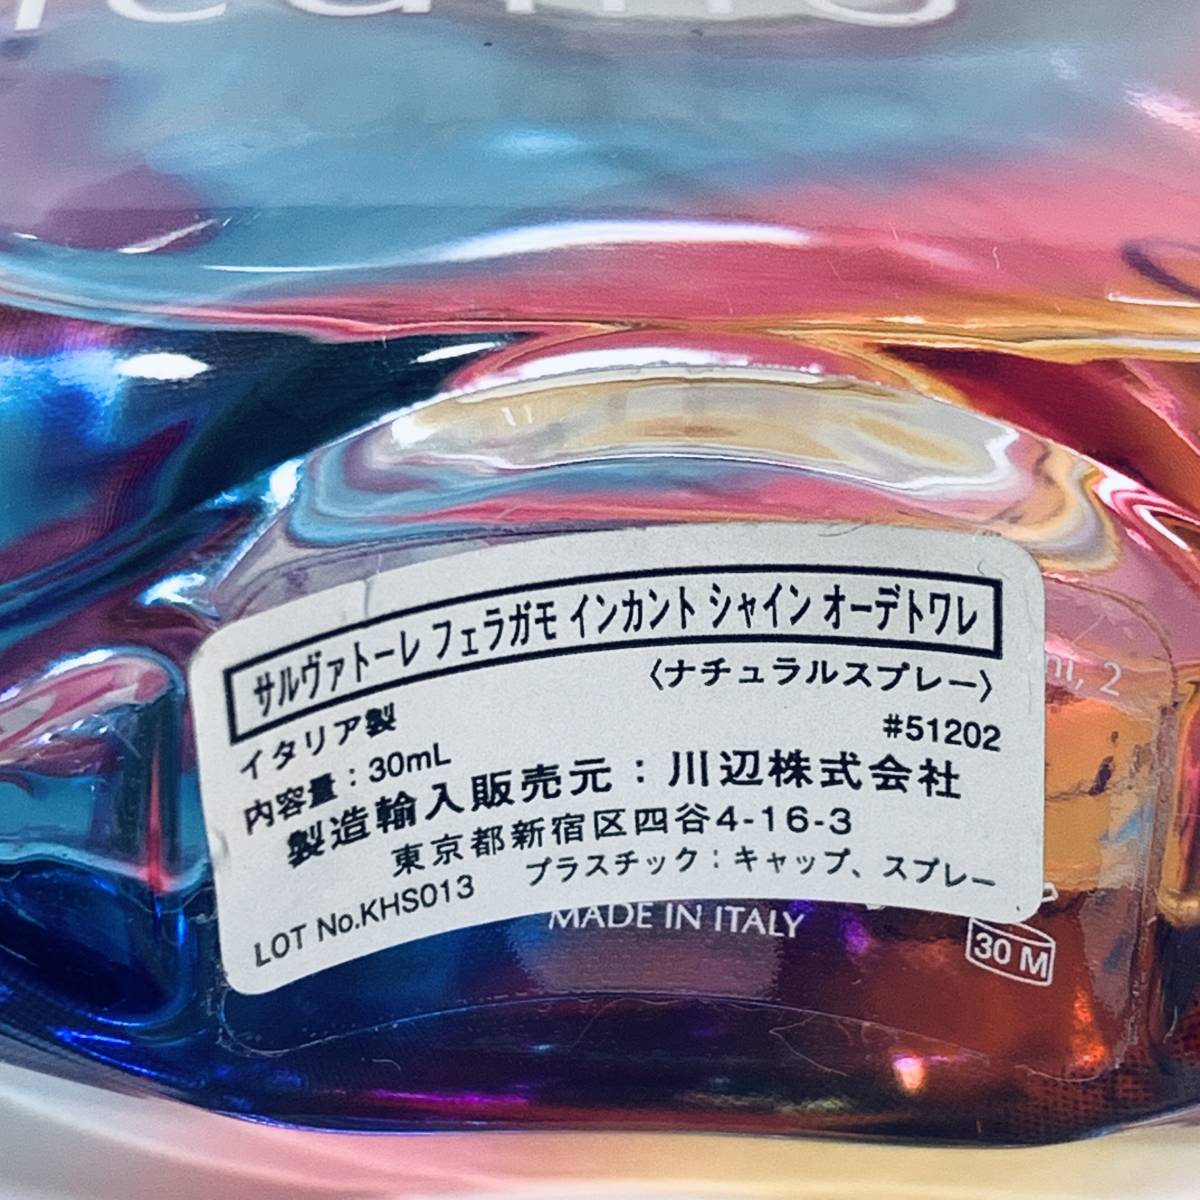 サルヴァトーレ フェラガモ インカント シャイン オーデトワレ
〈ナチュラルスプレー〉
イタリア製
#51202
内容量：30mL
製造輸入販売元：川辺株式会社
東京都新宿区四谷4-16-3
プラスチック：キャップ、スプレー
LOT No.KHS013
MADE IN ITALY
30 M